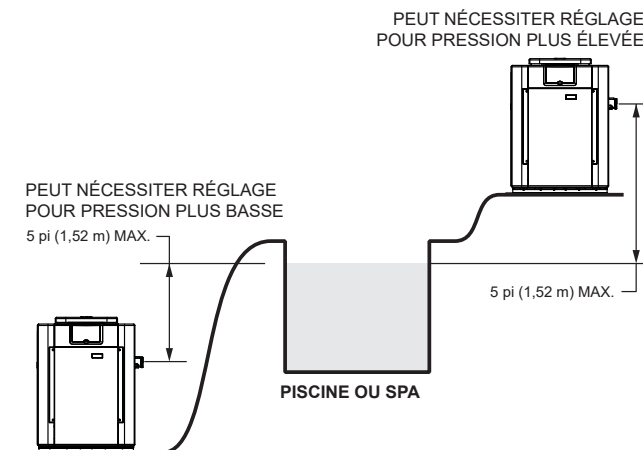 PEUT NÉCESSITER RÉGLAGE
POUR PRESSION PLUS ÉLEVÉE
PEUT NÉCESSITER RÉGLAGE
POUR PRESSION PLUS BASSE
5 pi (1,52 m) MAX.
5 pi (1,52 m) MAX.
PISCINE OU SPA